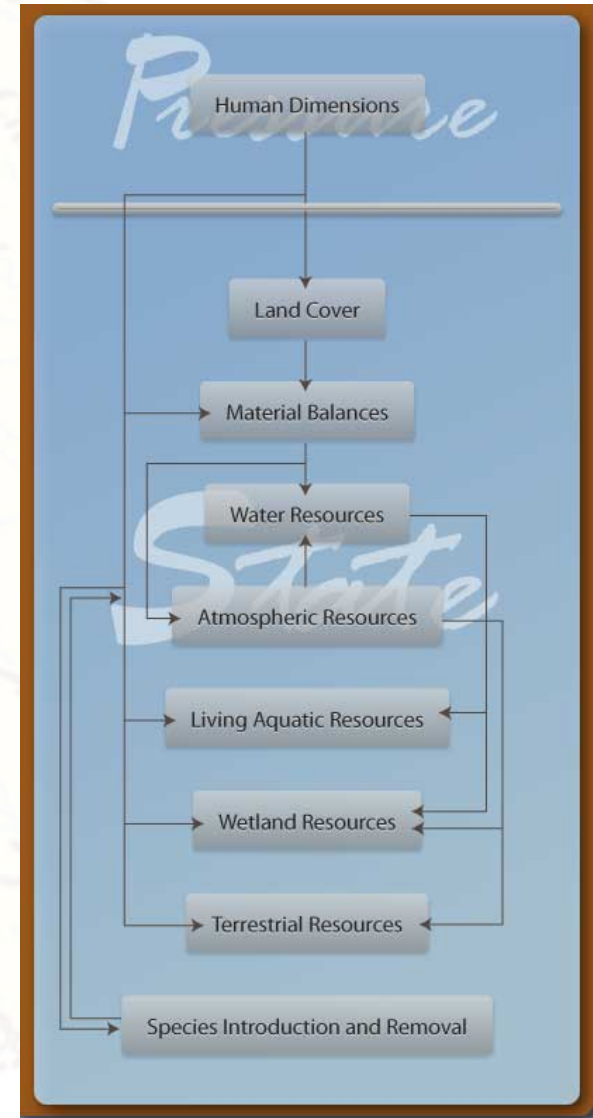 Pressure
Human Dimensions
Land Cover
Material Balances
Water Resources
State
Atmospheric Resources
Living Aquatic Resources
Wetland Resources
Terrestrial Resources
Species Introduction and Removal